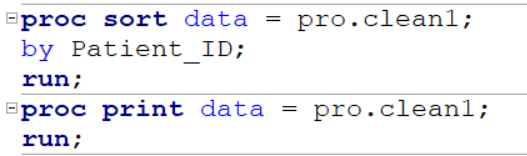 proc sort data = pro.clean1;
by Patient_ID;
run;
proc print data = pro.clean1;
run;